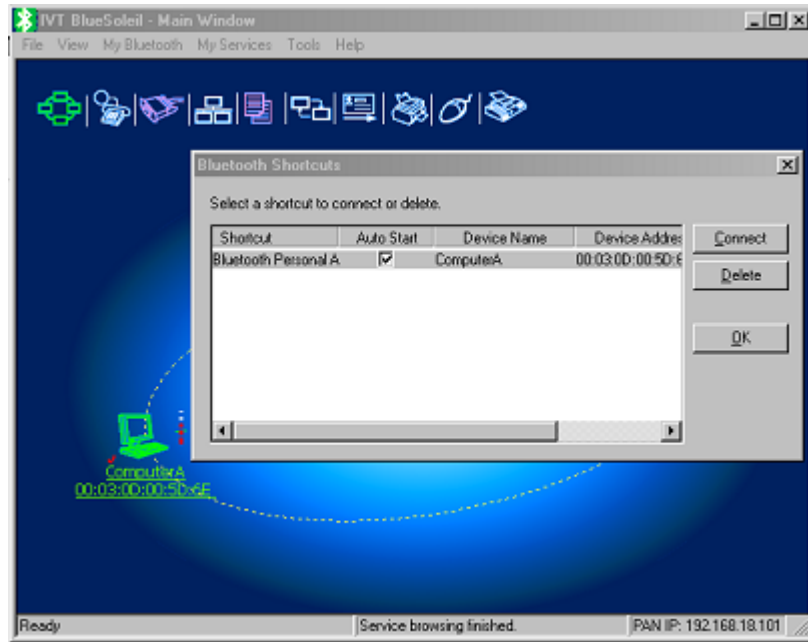 IVT BlueSoleil - Main Window
File View My Bluetooth My Services Tools Help
Bluetooth Shortcuts
Select a shortcut to connect or delete.
Shortcut Auto Start Device Name Device Addre
Bluetooth Personal A ComputerA 00:03:0D:00:5D:6
Connect
Delete
OK
ComputerA
00:03:0D:00:5D:6E
Ready Service browsing finished. PAN IP: 192.168.18.101